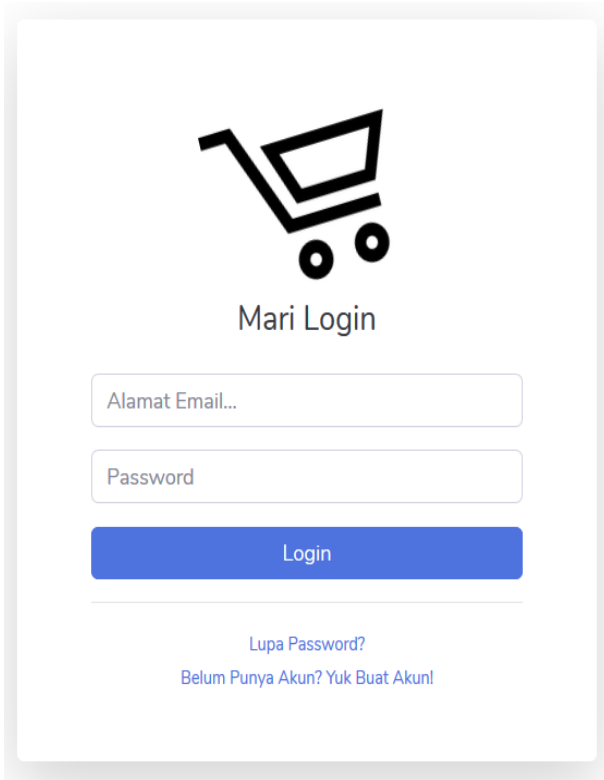 Mari Login
Alamat Email...
Password
Login
Lupa Password?
Belum Punya Akun? Yuk Buat Akun!